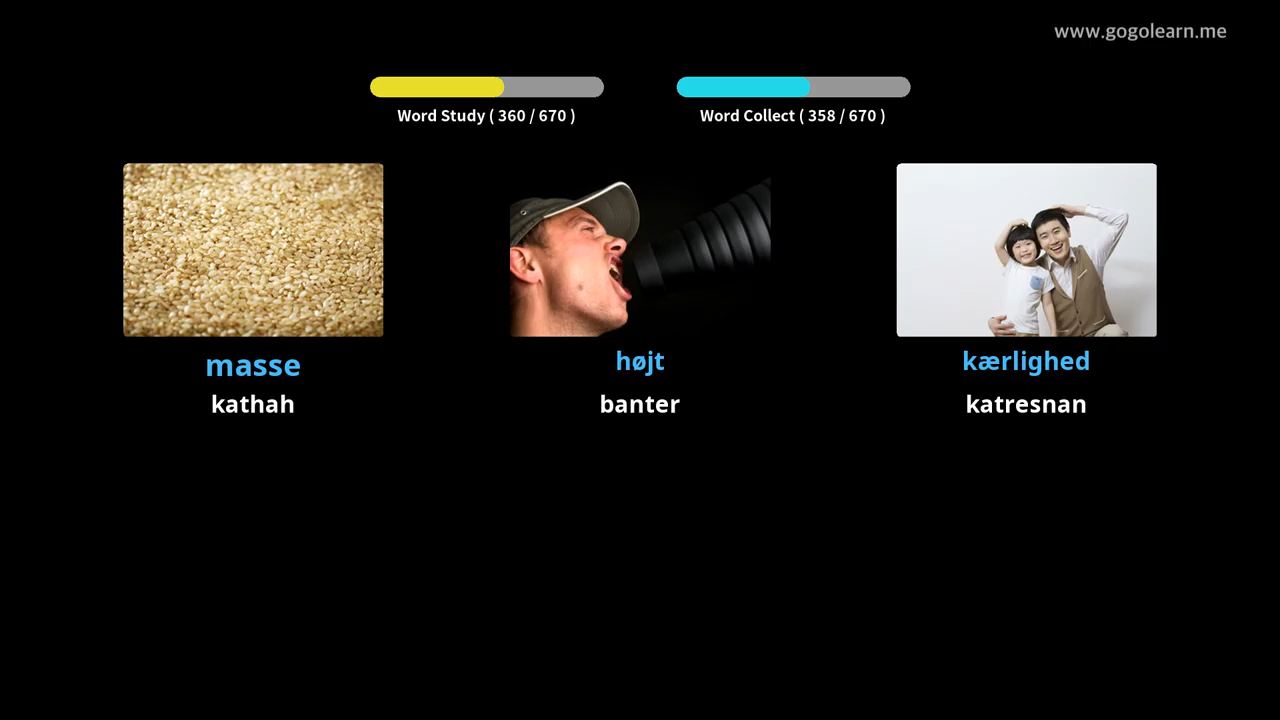 www.gogolearn.me
Word Study ( 360 / 670 )
Word Collect ( 358 / 670 )
masse
kathah
højt
banter
kærlighed
katresnan